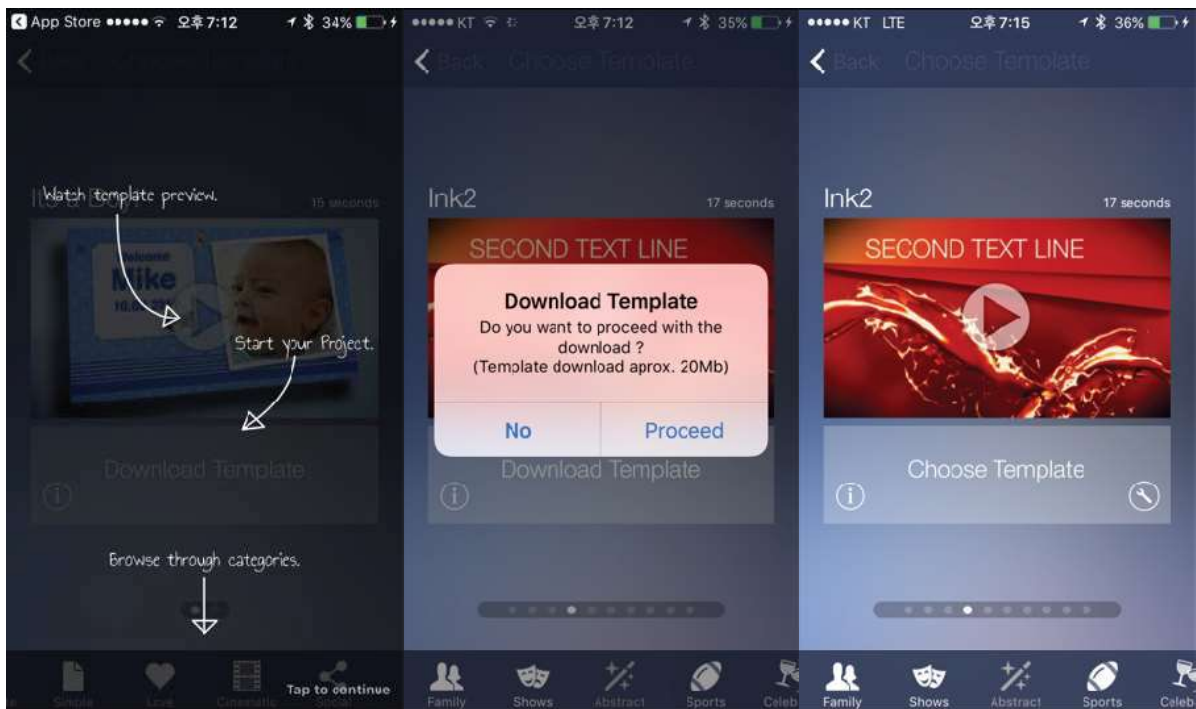 App Store 오후 7:12 34%
Watch template preview.
It's a Boy
15 seconds
Welcome
Mike
Start your Project.
Download Template
Browse through categories.
Simple Love Cinematic Social
Tap to continue
KT 오후 7:12 35%
Back Choose Template
Ink2
17 seconds
SECOND TEXT LINE
Download Template
Do you want to proceed with the
download ?
(Template download aprox. 20Mb)
No Proceed
Download Template
Family Shows Abstract Sports Celeb
KT LTE 오후 7:15 36%
Back Choose Template
Ink2
17 seconds
SECOND TEXT LINE
Choose Template
Family Shows Abstract Sports Celeb